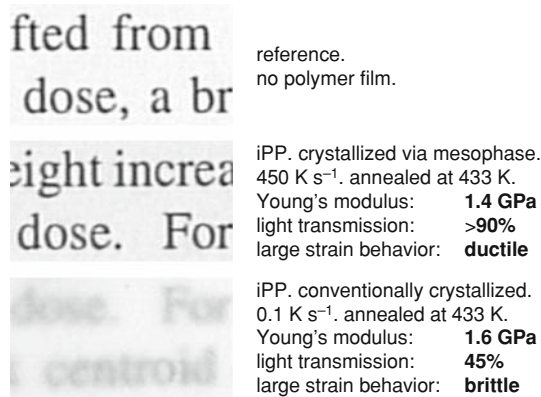 fted from
dose, a br
reference.
no polymer film.
eight increa
dose. For
iPP. crystallized via mesophase.
450 K s⁻¹. annealed at 433 K.
Young's modulus: 1.4 GPa
light transmission: >90%
large strain behavior: ductile
dose. For
centroid
iPP. conventionally crystallized.
0.1 K s⁻¹. annealed at 433 K.
Young's modulus: 1.6 GPa
light transmission: 45%
large strain behavior: brittle